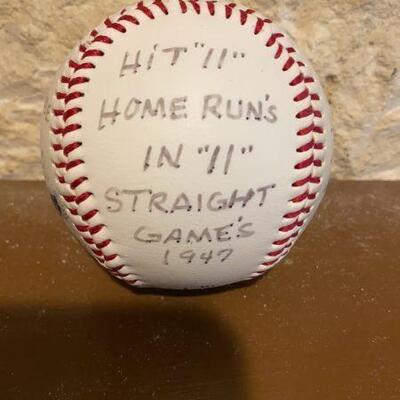 HiT "11"
HOME RUN'S
IN "11"
STRAIGHT
GAME'S
1947